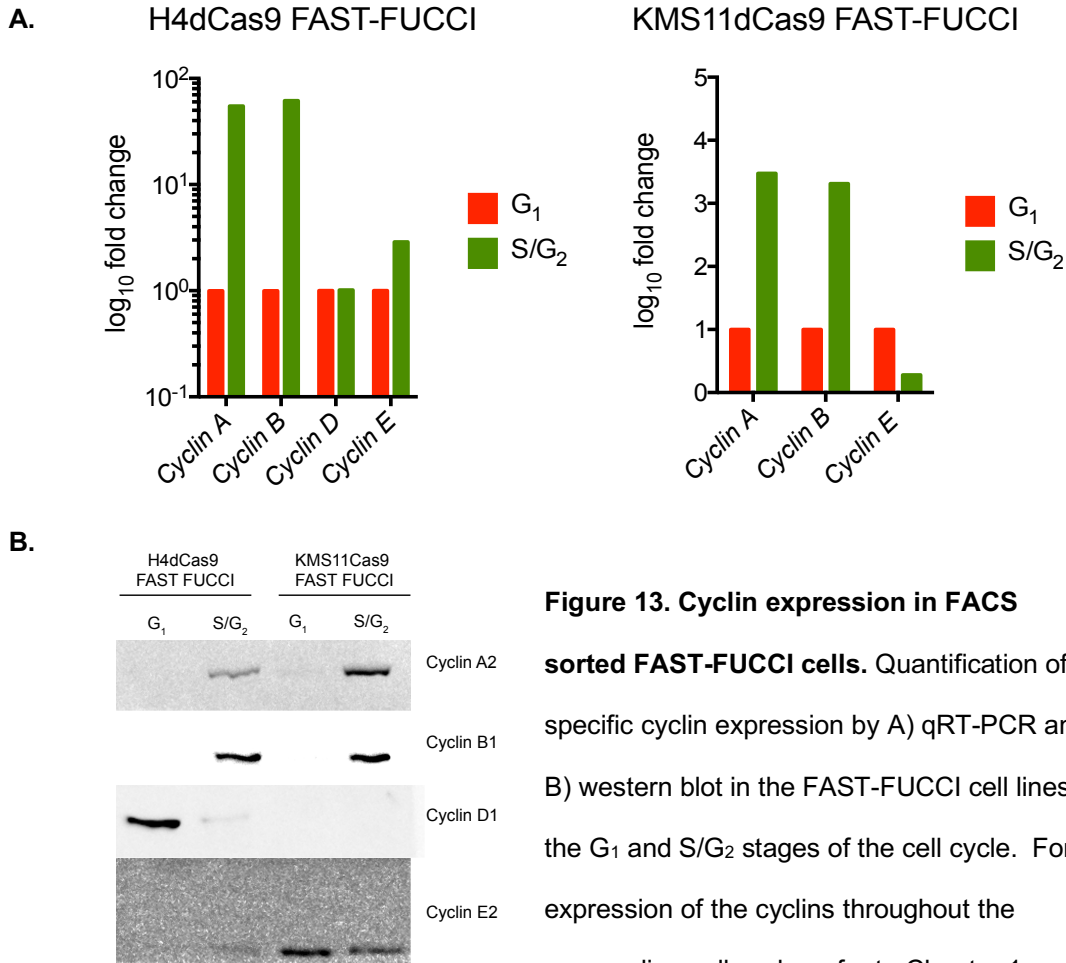 A.
H4dCas9 FAST-FUCCI
KMS11dCas9 FAST-FUCCI
log10 fold change
10²
10¹
10⁰
10⁻¹
Cyclin A
Cyclin B
Cyclin D
Cyclin E
G₁
S/G₂
log10 fold change
5
4
3
2
1
0
Cyclin A
Cyclin B
Cyclin E
G₁
S/G₂
B.
H4dCas9
FAST FUCCI
KMS11Cas9
FAST FUCCI
G₁
S/G₂
G₁
S/G₂
Cyclin A2
Cyclin B1
Cyclin D1
Cyclin E2
Figure 13. Cyclin expression in FACS
sorted FAST-FUCCI cells. Quantification of
specific cyclin expression by A) qRT-PCR
B) western blot in the FAST-FUCCI cell lines
the G₁ and S/G₂ stages of the cell cycle. For
expression of the cyclins throughout the